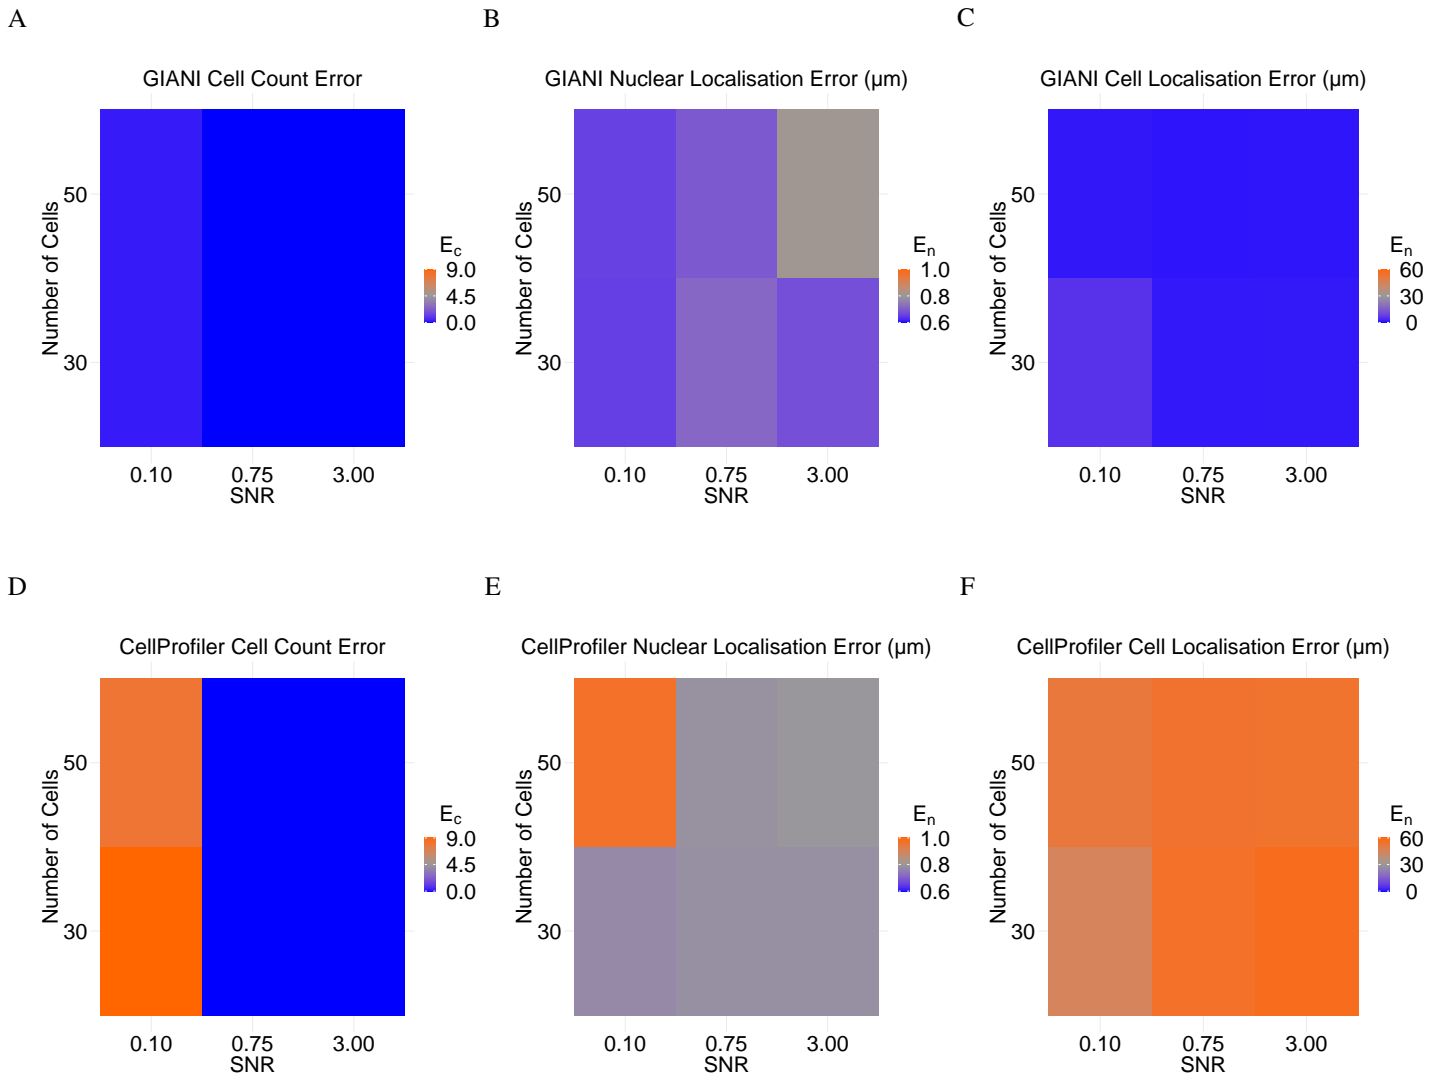 A
B
C
GIANI Cell Count Error
GIANI Nuclear Localisation Error (µm)
GIANI Cell Localisation Error (µm)
Number of Cells
50
30
0.10
0.75
3.00
SNR
E_c
9.0
4.5
0.0
Number of Cells
50
30
0.10
0.75
3.00
SNR
E_n
1.0
0.8
0.6
Number of Cells
50
30
0.10
0.75
3.00
SNR
E_n
60
30
0
D
E
F
CellProfiler Cell Count Error
CellProfiler Nuclear Localisation Error (µm)
CellProfiler Cell Localisation Error (µm)
Number of Cells
50
30
0.10
0.75
3.00
SNR
E_c
9.0
4.5
0.0
Number of Cells
50
30
0.10
0.75
3.00
SNR
E_n
1.0
0.8
0.6
Number of Cells
50
30
0.10
0.75
3.00
SNR
E_n
60
30
0